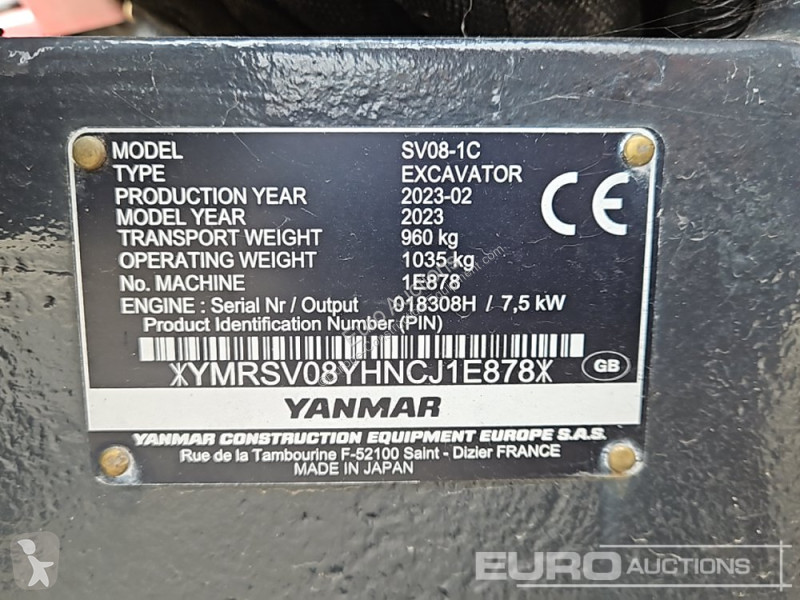 MODEL SV08-1C
TYPE EXCAVATOR
PRODUCTION YEAR 2023-02
MODEL YEAR 2023
TRANSPORT WEIGHT 960 kg
OPERATING WEIGHT 1035 kg
No. MACHINE 1E878
ENGINE : Serial Nr / Output 018308H / 7,5 kW
Product Identification Number (PIN)
CE
YMRSV08YHNCJ1E878
GB
YANMAR
YANMAR CONSTRUCTION EQUIPMENT EUROPE S.A.S.
Rue de la Tambourine F-52100 Saint - Dizier FRANCE
MADE IN JAPAN
EURO AUCTIONS